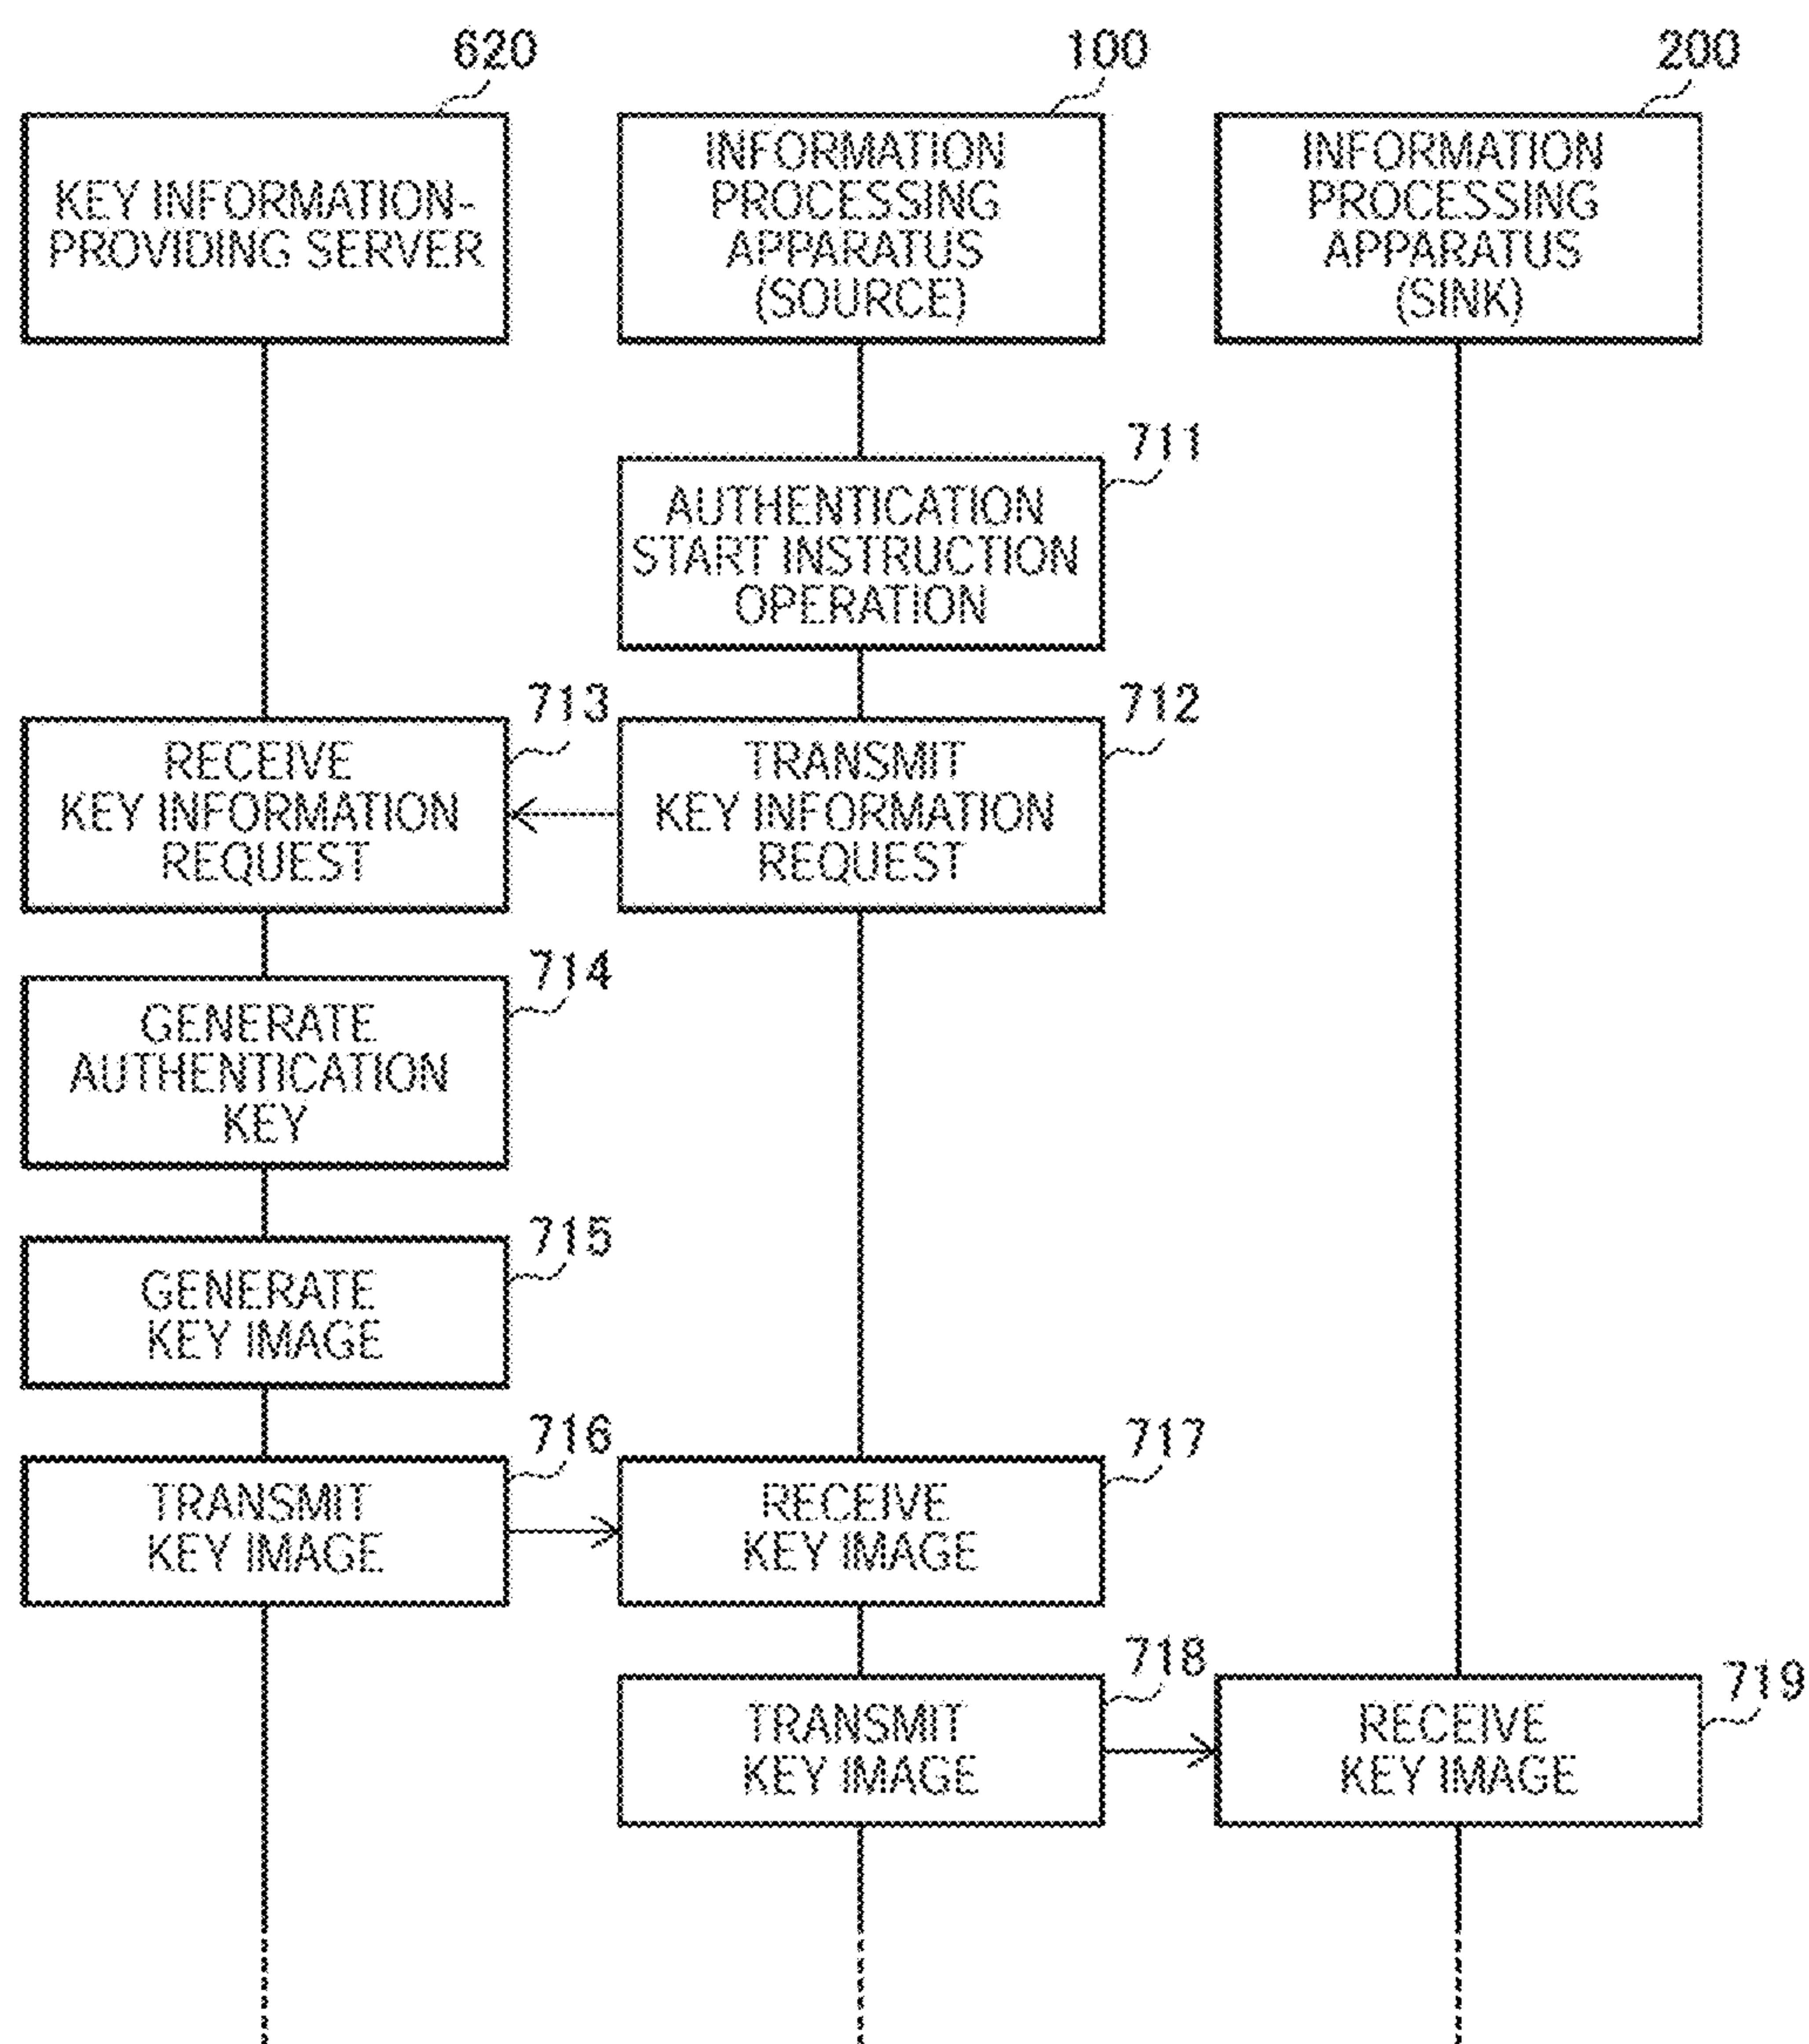 620
100
200
KEY INFORMATION-
PROVIDING SERVER
INFORMATION
PROCESSING
APPARATUS
(SOURCE)
INFORMATION
PROCESSING
APPARATUS
(SINK)
711
AUTHENTICATION
START INSTRUCTION
OPERATION
713
712
RECEIVE
KEY INFORMATION
REQUEST
TRANSMIT
KEY INFORMATION
REQUEST
714
GENERATE
AUTHENTICATION
KEY
715
GENERATE
KEY IMAGE
716
717
TRANSMIT
KEY IMAGE
RECEIVE
KEY IMAGE
718
719
TRANSMIT
KEY IMAGE
RECEIVE
KEY IMAGE